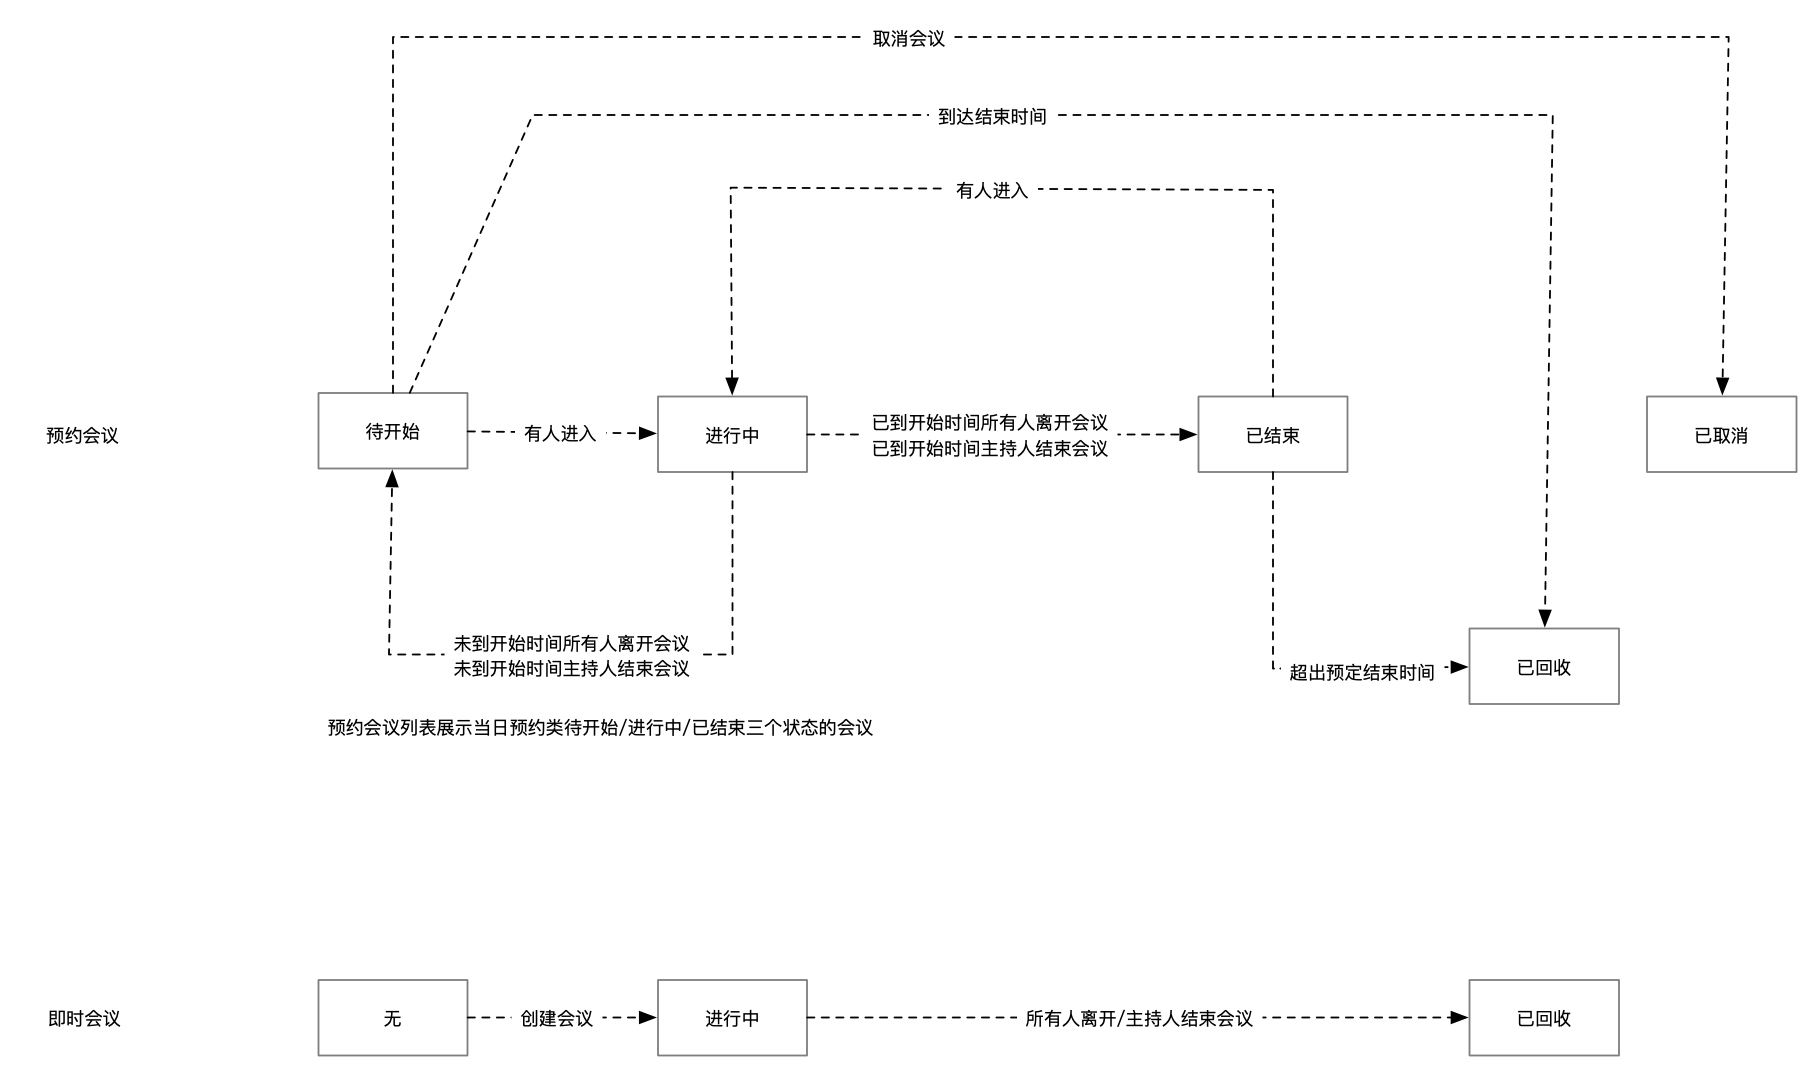 取消会议
到达结束时间
有人进入
预约会议
待开始
有人进入
进行中
已到开始时间所有人离开会议
已到开始时间主持人结束会议
已结束
已取消
未到开始时间所有人离开会议
未到开始时间主持人结束会议
超出预定结束时间
已回收
预约会议列表展示当日预约类待开始/进行中/已结束三个状态的会议
即时会议
无
创建会议
进行中
所有人离开/主持人结束会议
已回收